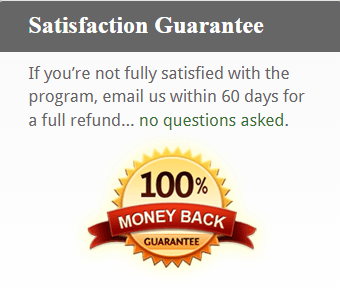 Satisfaction Guarantee
If you’re not fully satisfied with the
program, email us within 60 days for
a full refund... no questions asked.
100%
MONEY BACK
GUARANTEE